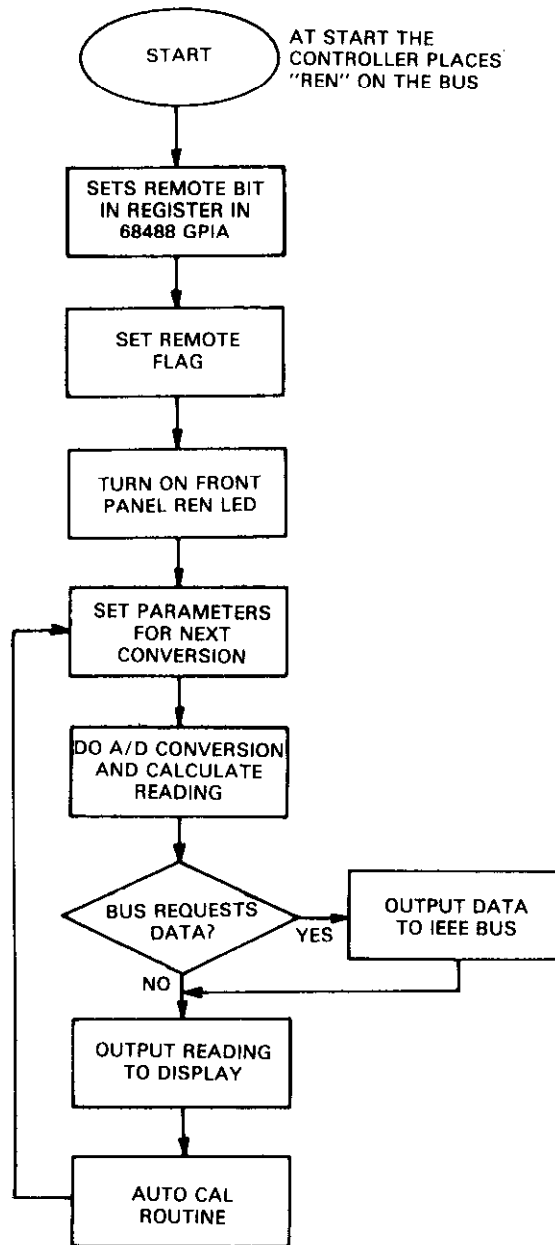 START
AT START THE
CONTROLLER PLACES
"REN" ON THE BUS
SETS REMOTE BIT
IN REGISTER IN
68488 GPIA
SET REMOTE
FLAG
TURN ON FRONT
PANEL REN LED
SET PARAMETERS
FOR NEXT
CONVERSION
DO A/D CONVERSION
AND CALCULATE
READING
BUS REQUESTS
DATA?
YES
OUTPUT DATA
TO IEEE BUS
NO
OUTPUT READING
TO DISPLAY
AUTO CAL
ROUTINE